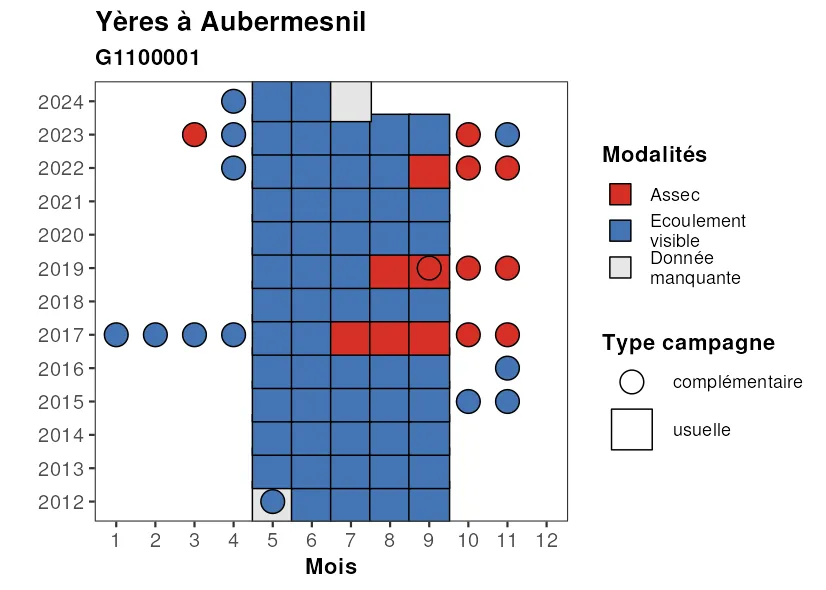 Yères à Aubermesnil
G1100001
2024
2023
2022
2021
2020
2019
2018
2017
2016
2015
2014
2013
2012
1 2 3 4 5 6 7 8 9 10 11 12
Mois
Modalités
Assec
Ecoulement
visible
Donnée
manquante
Type campagne
complémentaire
usuelle